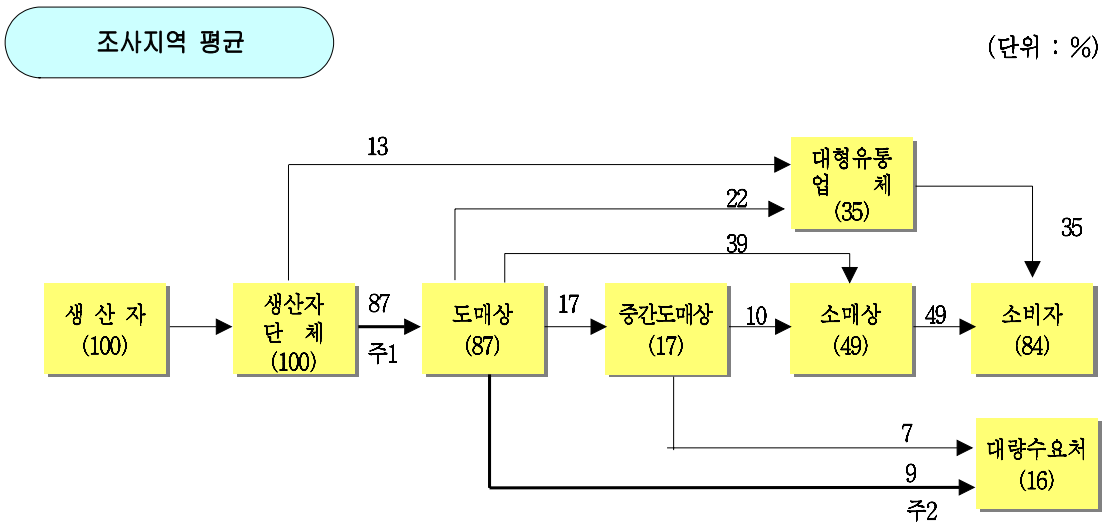 조사지역 평균
(단위 : %)
13
대형유통
업 체
(35)
22
35
39
생 산 자
(100)
생산자
단 체
(100)
87
주1
도매상
(87)
17
중간도매상
(17)
10
소매상
(49)
49
소비자
(84)
7
대량수요처
(16)
9
주2